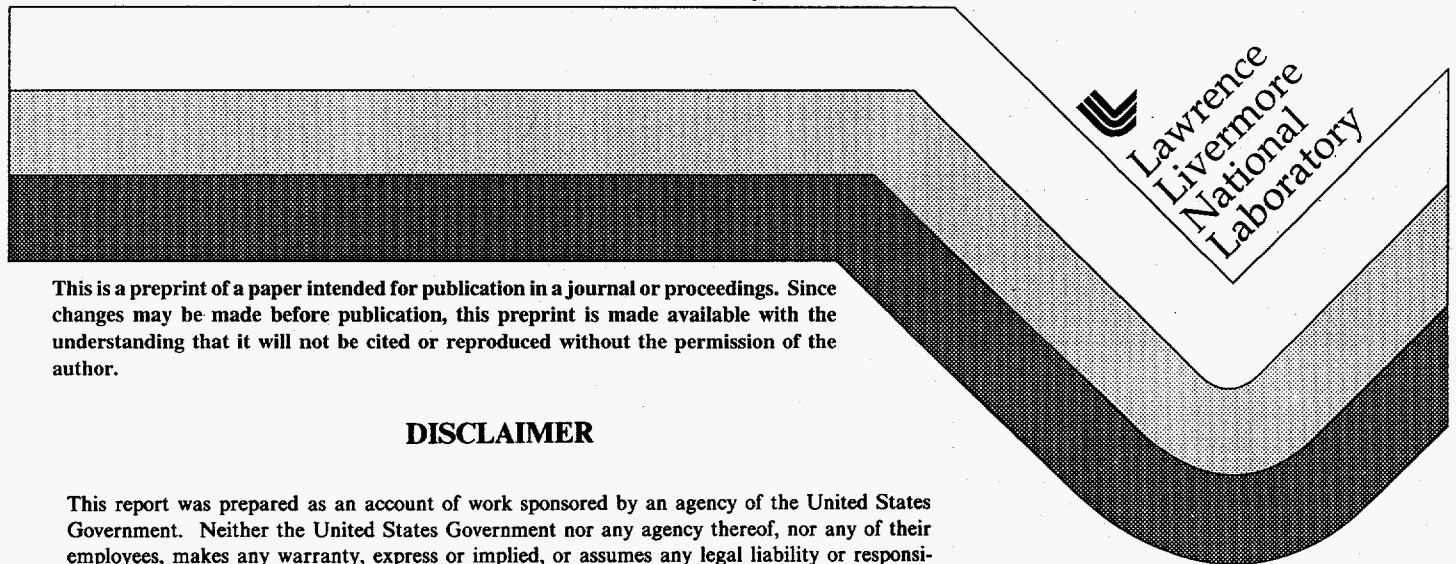 Lawrence
Livermore
National
Laboratory
This is a preprint of a paper intended for publication in a journal or proceedings. Since
changes may be made before publication, this preprint is made available with the
understanding that it will not be cited or reproduced without the permission of the
author.
DISCLAIMER
This report was prepared as an account of work sponsored by an agency of the United States
Government. Neither the United States Government nor any agency thereof, nor any of their
employees, makes any warranty, express or implied, or assumes any legal liability or responsi-